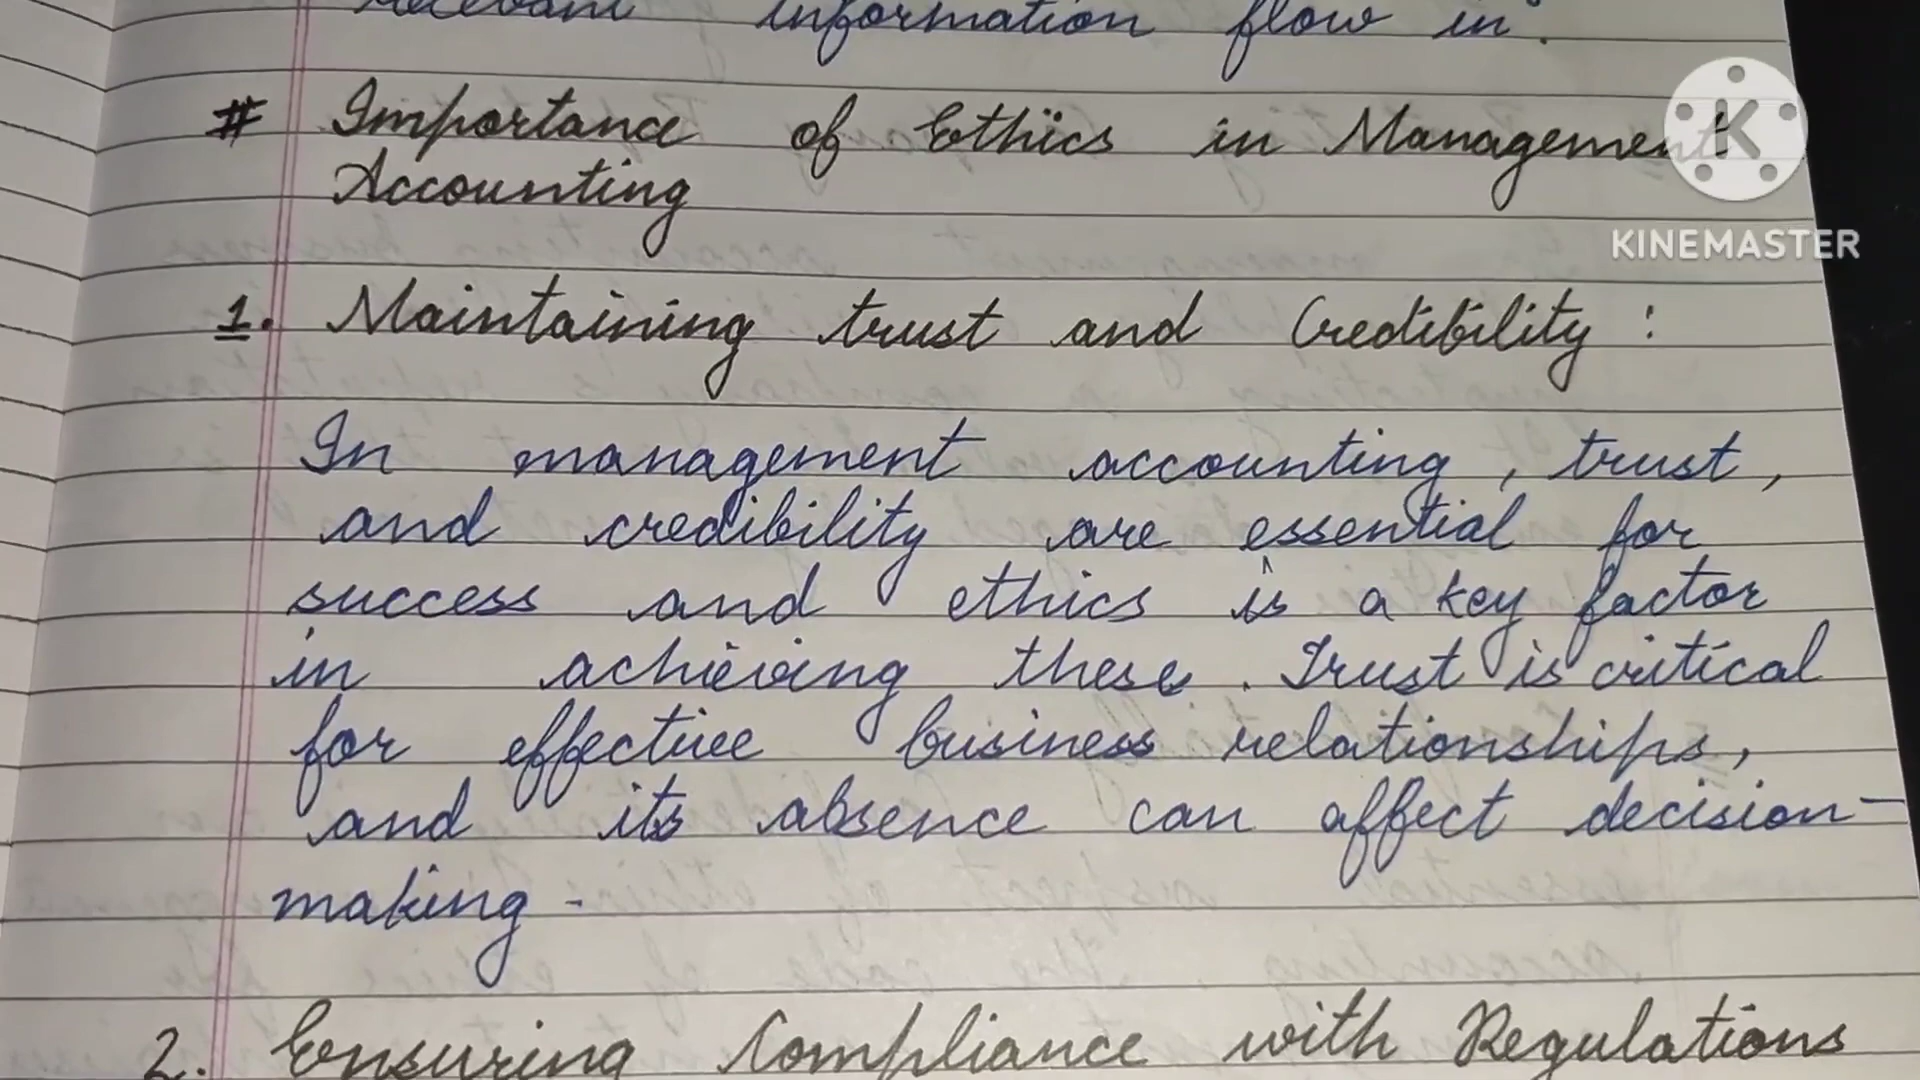 relevant information flow in.
# Importance of Ethics in Management
Accounting
1. Maintaining trust and Credibility :
In management accounting, trust,
and credibility are essential for
success and ethics is a key factor
in achieving these. Trust is critical
for effective business relationships,
and its absence can affect decision-
making.
2. Ensuring Compliance with Regulations
K
KINEMASTER